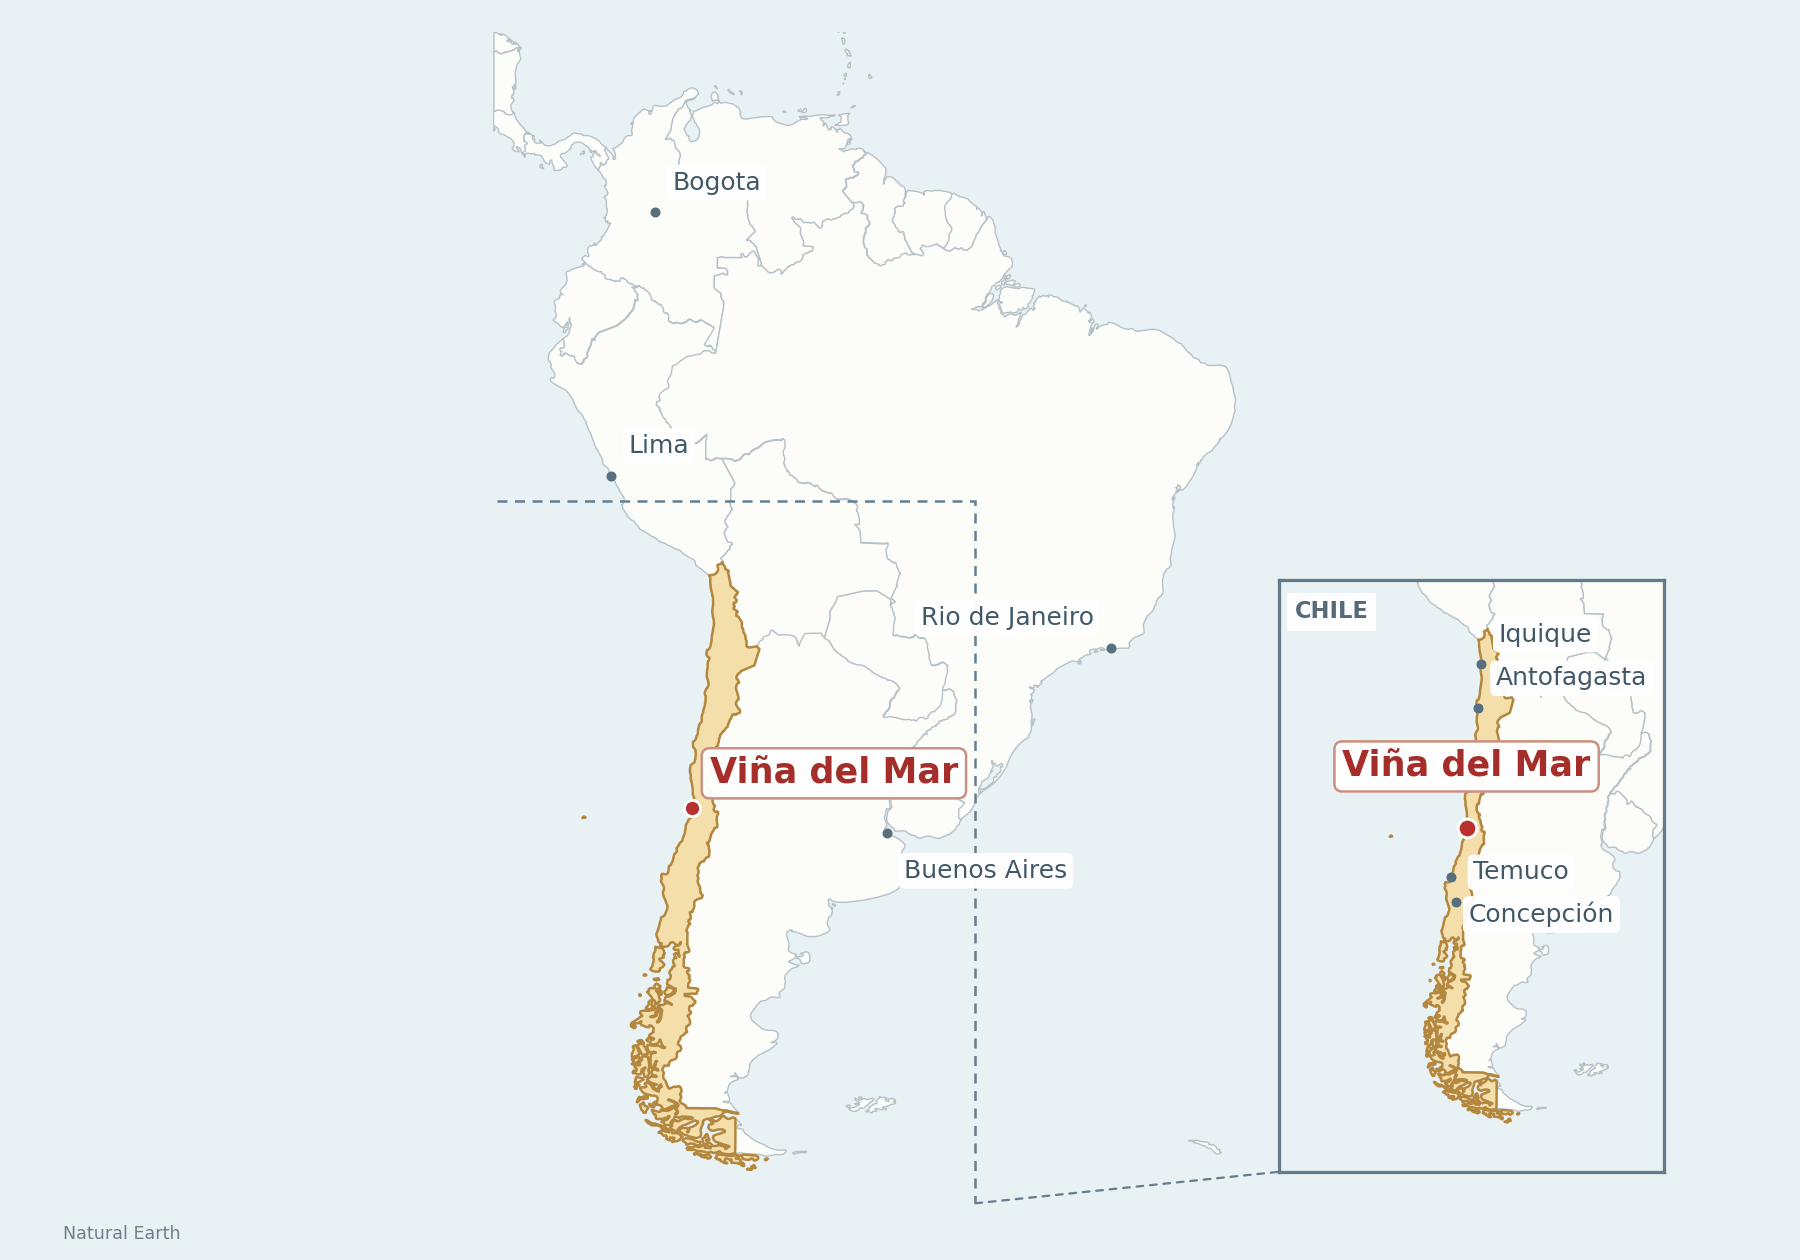 Bogota
Lima
Rio de Janeiro
CHILE
Iquique
Antofagasta
Viña del Mar
Viña del Mar
Buenos Aires
Temuco
Concepción
Natural Earth